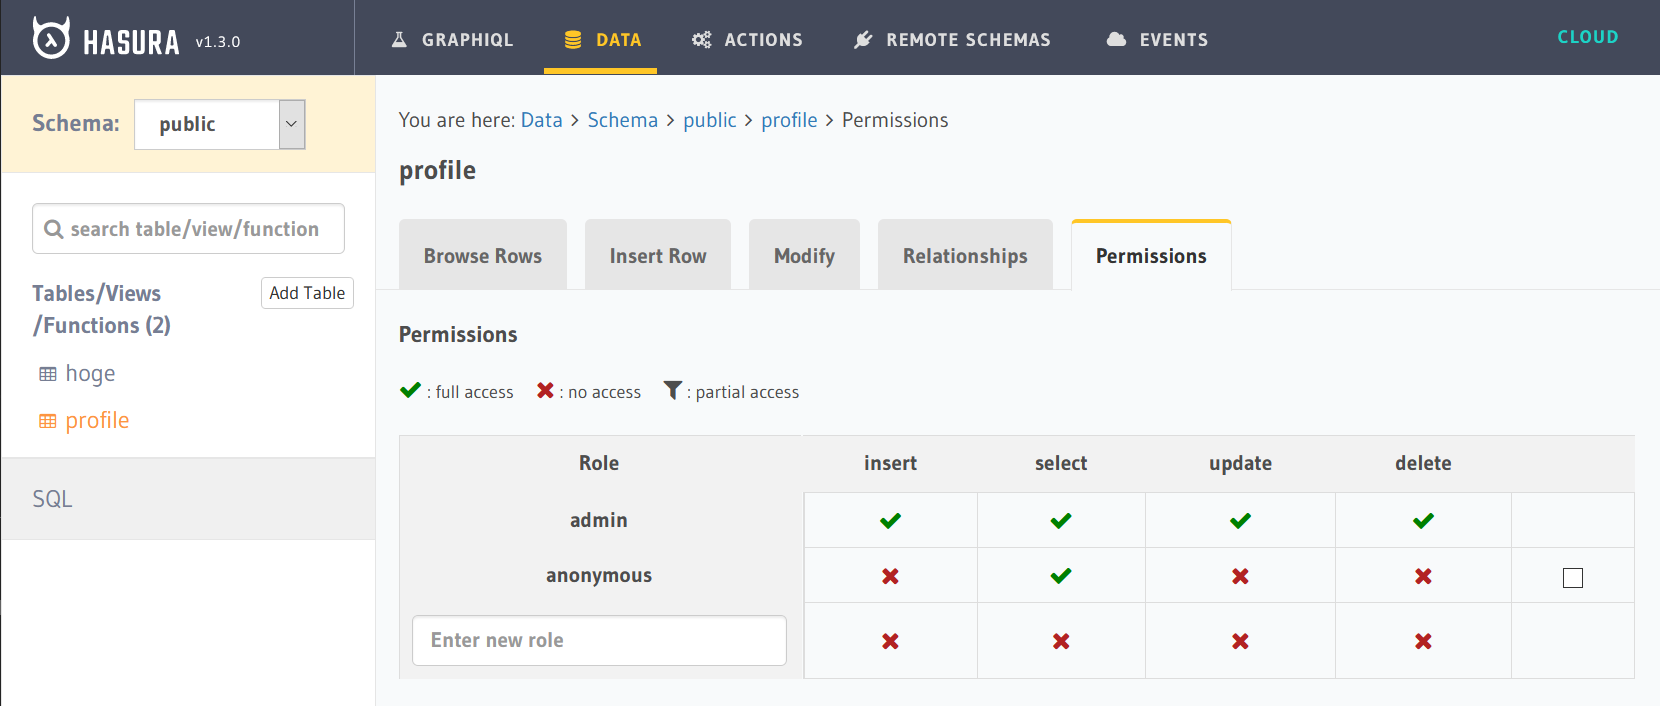 HASURA v1.3.0 GRAPHIQL DATA ACTIONS REMOTE SCHEMAS EVENTS CLOUD
Schema: public
You are here: Data > Schema > public > profile > Permissions
profile
search table/view/function
Browse Rows Insert Row Modify Relationships Permissions
Tables/Views
/Functions (2)
Add Table
hoge
profile
SQL
Permissions
: full access : no access : partial access
Role insert select update delete
admin
anonymous
Enter new role